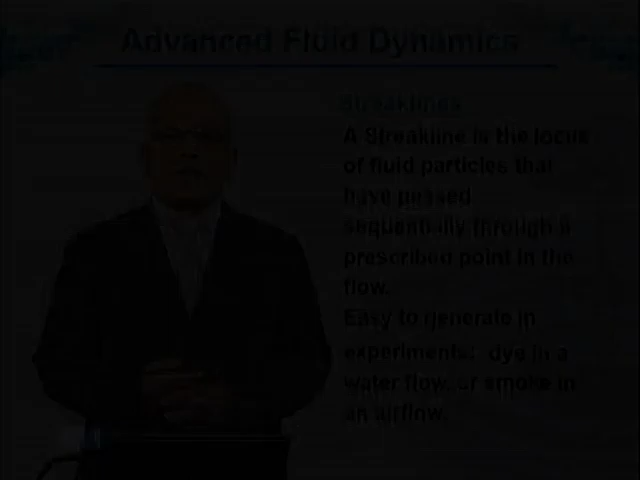 Advanced Fluid Dynamics
Streaklines
A Streakline is the locus
of fluid particles that
have passed
sequentially through a
prescribed point in the
flow.
Easy to generate in
experiments: dye in a
water flow, or smoke in
an airflow.